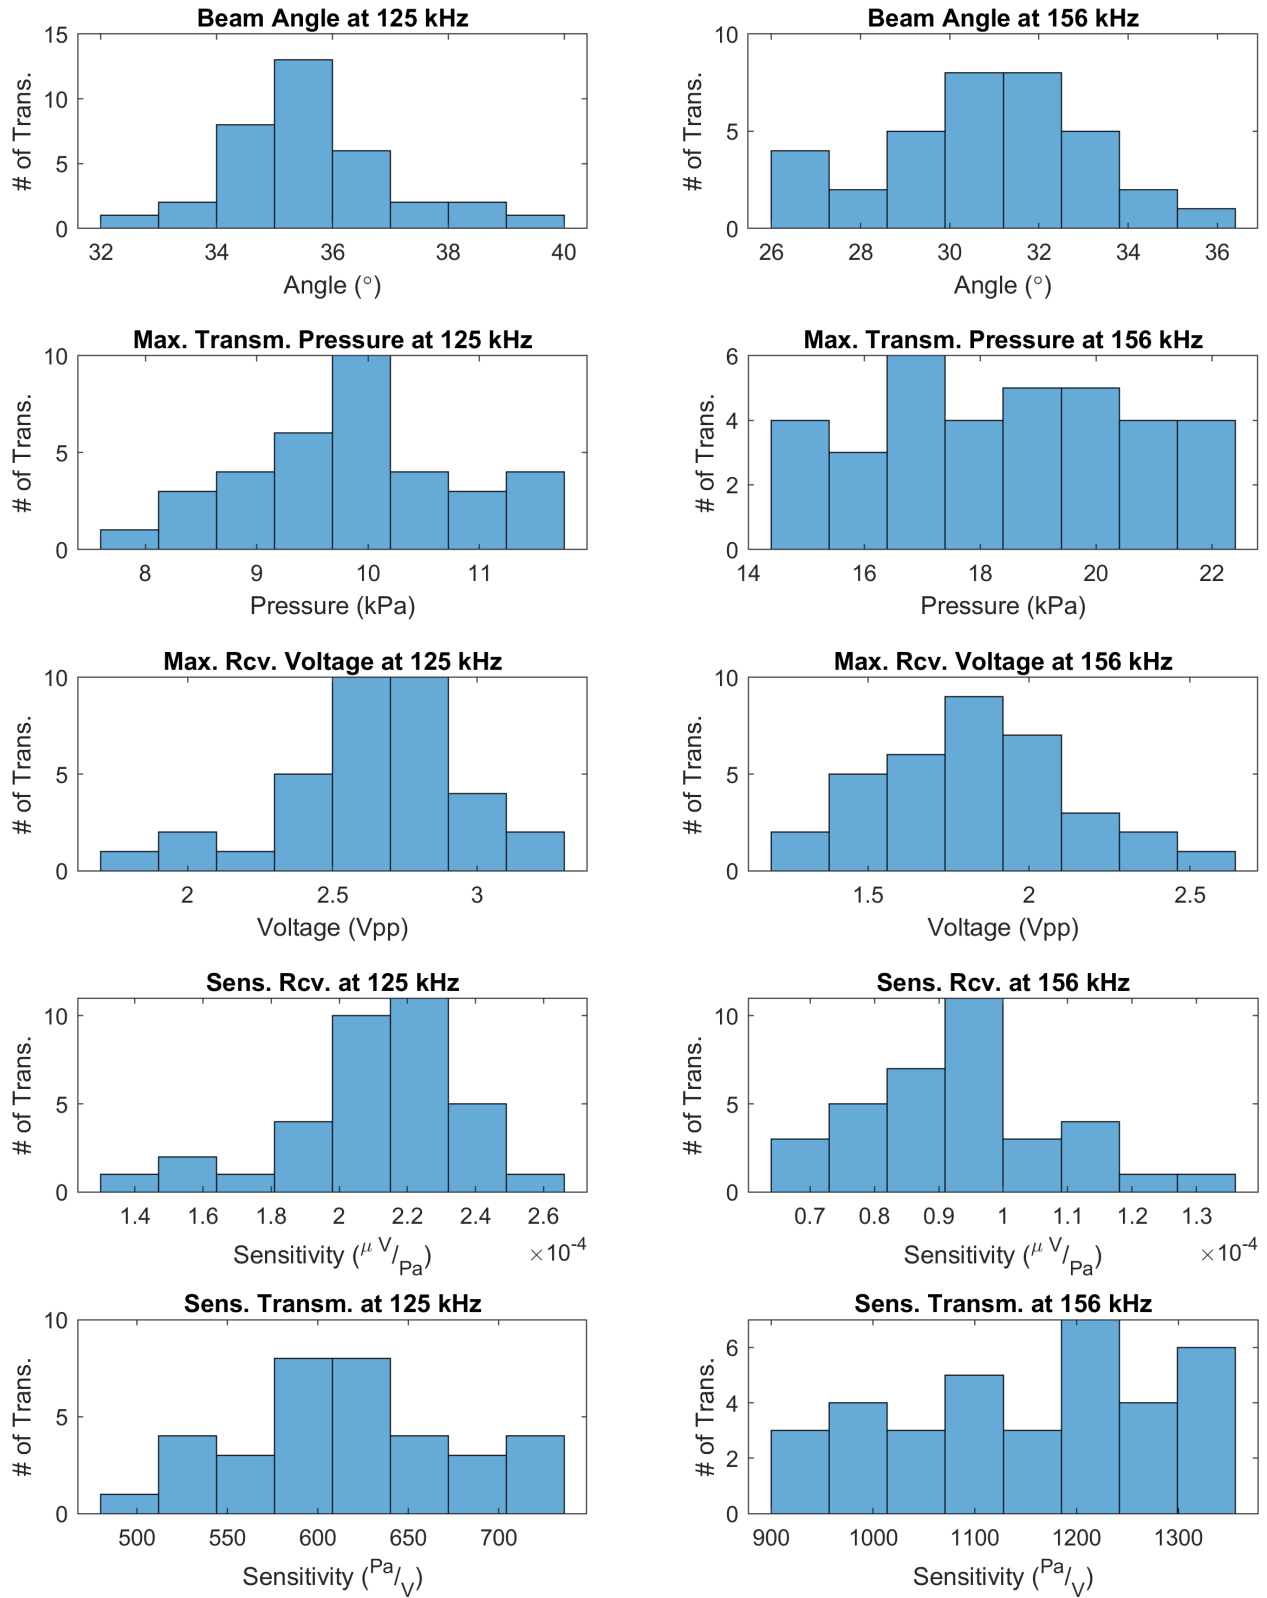 Beam Angle at 125 kHz
# of Trans.
15
10
5
0
32 34 36 38 40
Angle (°)
Beam Angle at 156 kHz
# of Trans.
10
5
0
26 28 30 32 34 36
Angle (°)
Max. Transm. Pressure at 125 kHz
# of Trans.
10
5
0
8 9 10 11
Pressure (kPa)
Max. Transm. Pressure at 156 kHz
# of Trans.
6
4
2
0
14 16 18 20 22
Pressure (kPa)
Max. Rcv. Voltage at 125 kHz
# of Trans.
10
5
0
2 2.5 3
Voltage (Vpp)
Max. Rcv. Voltage at 156 kHz
# of Trans.
10
5
0
1.5 2 2.5
Voltage (Vpp)
Sens. Rcv. at 125 kHz
# of Trans.
10
5
0
1.4 1.6 1.8 2 2.2 2.4 2.6
Sensitivity (μ V/Pa) ×10-4
Sens. Rcv. at 156 kHz
# of Trans.
10
5
0
0.7 0.8 0.9 1 1.1 1.2 1.3
Sensitivity (μ V/Pa) ×10-4
Sens. Transm. at 125 kHz
# of Trans.
10
5
0
500 550 600 650 700
Sensitivity (Pa/V)
Sens. Transm. at 156 kHz
# of Trans.
6
4
2
0
900 1000 1100 1200 1300
Sensitivity (Pa/V)